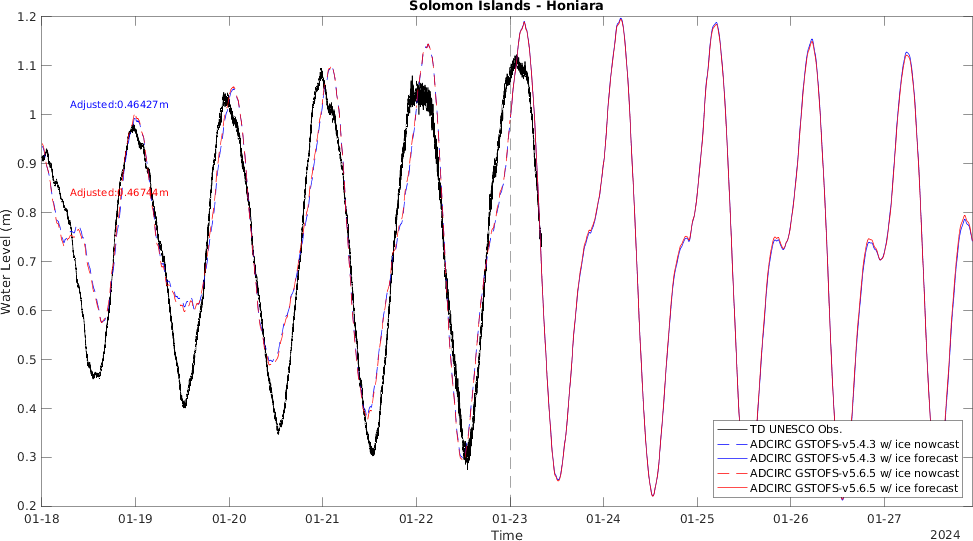 Solomon Islands - Honiara
1.2
1.1
1
0.9
0.8
0.7
0.6
0.5
0.4
0.3
0.2
Water Level (m)
Adjusted:0.46427m
Adjusted:0.46744m
TD UNESCO Obs.
ADCIRC GSTOFS-v5.4.3 w/ ice nowcast
ADCIRC GSTOFS-v5.4.3 w/ ice forecast
ADCIRC GSTOFS-v5.6.5 w/ ice nowcast
ADCIRC GSTOFS-v5.6.5 w/ ice forecast
01-18 01-19 01-20 01-21 01-22 01-23 01-24 01-25 01-26 01-27
Time
2024